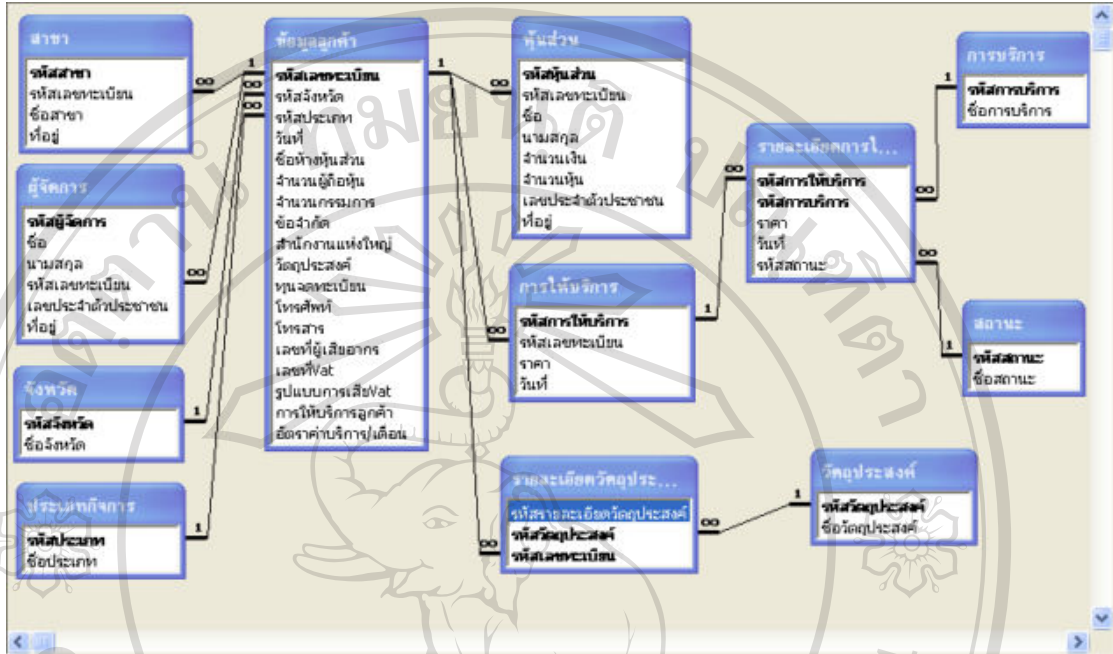 สาขา
รหัสสาขา
รหัสเลขทะเบียน
ชื่อสาขา
ที่อยู่
ผู้จัดการ
รหัสผู้จัดการ
ชื่อ
นามสกุล
รหัสเลขทะเบียน
เลขประจำตัวประชาชน
ที่อยู่
จังหวัด
รหัสจังหวัด
ชื่อจังหวัด
ประเภทกิจการ
รหัสประเภท
ชื่อประเภท
ข้อมูลลูกค้า
รหัสเลขทะเบียน
รหัสจังหวัด
รหัสประเภท
วันที่
ชื่อห้างหุ้นส่วน
จำนวนผู้ถือหุ้น
จำนวนกรรมการ
ข้อจำกัด
สำนักงานแห่งใหญ่
วัตถุประสงค์
ทุนจดทะเบียน
โทรศัพท์
โทรสาร
เลขที่ผู้เสียอากร
เลขที่Vat
รูปแบบการเสียVat
การให้บริการลูกค้า
อัตราค่าบริการ/เดือน
หุ้นส่วน
รหัสหุ้นส่วน
รหัสเลขทะเบียน
ชื่อ
นามสกุล
จำนวนเงิน
จำนวนหุ้น
เลขประจำตัวประชาชน
ที่อยู่
การให้บริการ
รหัสการให้บริการ
รหัสเลขทะเบียน
ราคา
วันที่
รายละเอียดวัตถุประ...
รหัสรายละเอียดวัตถุประสงค์
รหัสวัตถุประสงค์
รหัสเลขทะเบียน
รายละเอียดการใ...
รหัสการให้บริการ
รหัสการบริการ
ราคา
วันที่
รหัสสถานะ
การบริการ
รหัสการบริการ
ชื่อการบริการ
สถานะ
รหัสสถานะ
ชื่อสถานะ
วัตถุประสงค์
รหัสวัตถุประสงค์
ชื่อวัตถุประสงค์
1
∞
∞
∞
∞
1
1
1
∞
∞
∞
1
∞
1
∞
∞
1
∞
1